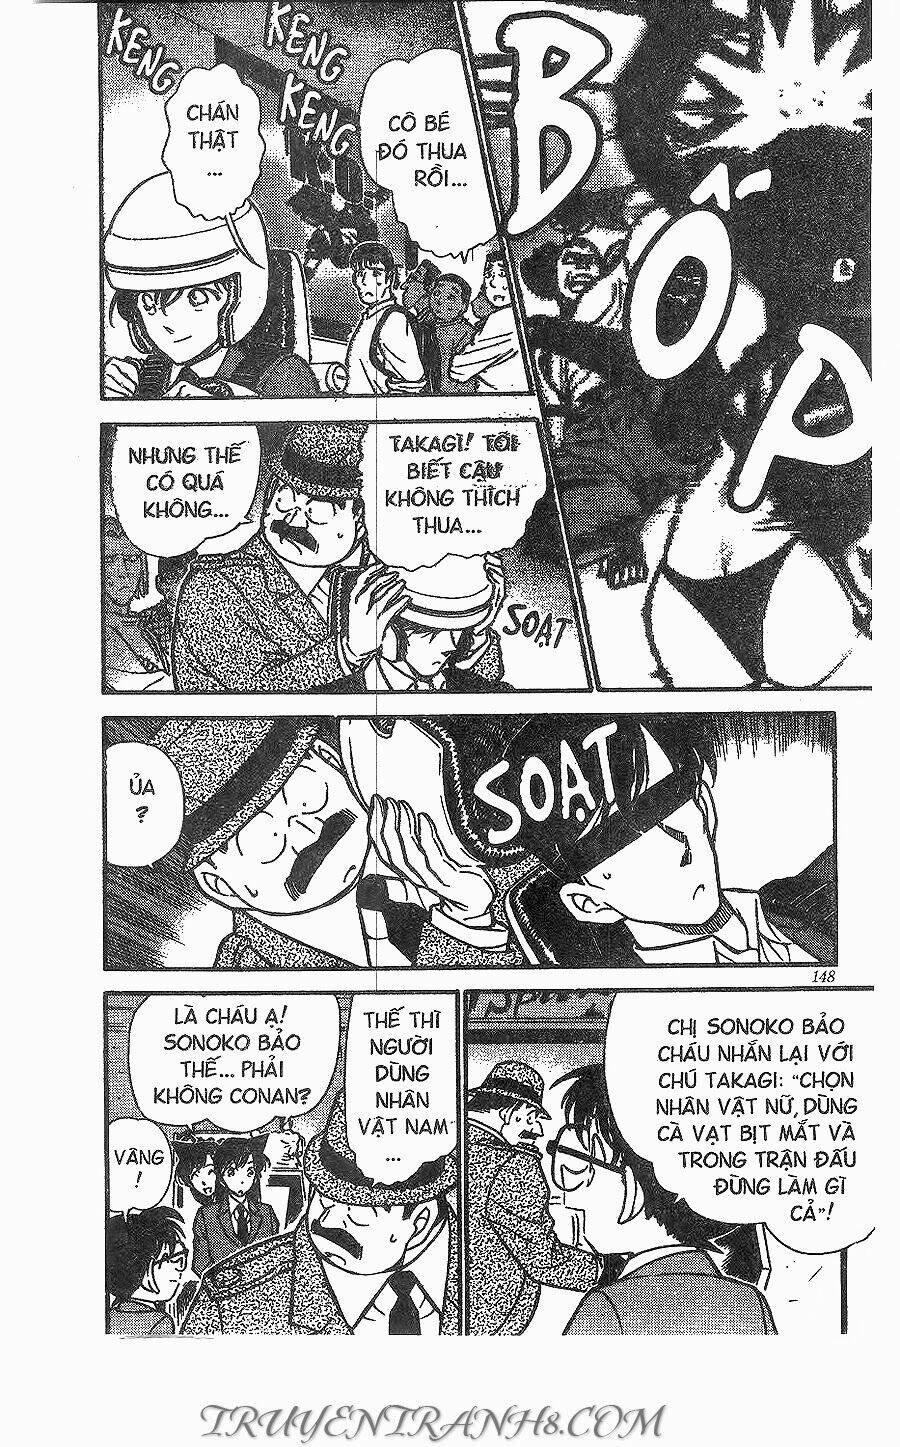 BỐP
CÔ BÉ
ĐÓ THUA
RỒI...
KENG
KENG
KENG
CHÁN
THẬT
...
TAKAGI! TÔI
BIẾT CẬU
KHÔNG THÍCH
THUA...
NHƯNG THẾ
CÓ QUÁ
KHÔNG...
SOẠT
SOẠT
ỦA
?
148
CHỊ SONOKO BẢO
CHÁU NHẮN LẠI VỚI
CHÚ TAKAGI: "CHỌN
NHÂN VẬT NỮ, DÙNG
CÀ VẠT BỊT MẮT VÀ
TRONG TRẬN ĐẤU
ĐỪNG LÀM GÌ
CẢ"!
THẾ THÌ
NGƯỜI
DÙNG
NHÂN
VẬT NAM
...
LÀ CHÁU Ạ!
SONOKO BẢO
THẾ... PHẢI
KHÔNG CONAN?
VÂNG
!
TRUYENTRANH8.COM